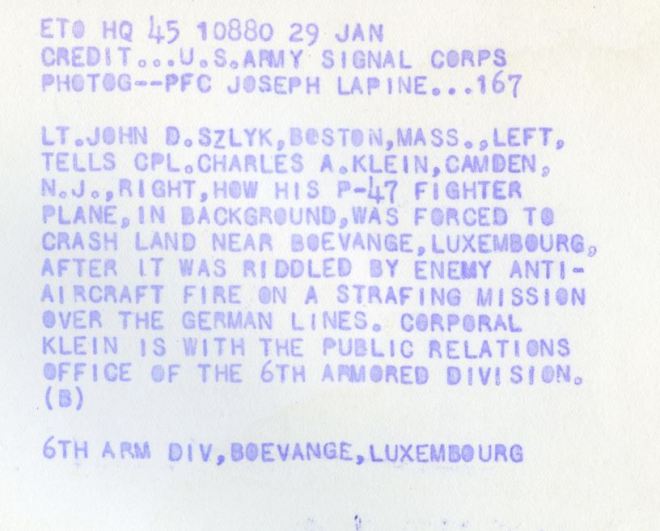 ETO HQ 45 10880 29 JAN
CREDIT...U.S.ARMY SIGNAL CORPS
PHOTOG--PFC JOSEPH LAPINE...167
LT.JOHN D.SZLYK,BOSTON,MASS.,LEFT,
TELLS CPL.CHARLES A.KLEIN,CAMDEN,
N.J.,RIGHT,HOW HIS P-47 FIGHTER
PLANE,IN BACKGROUND,WAS FORCED TO
CRASH LAND NEAR BOEVANGE,LUXEMBOURG,
AFTER IT WAS RIDDLED BY ENEMY ANTI-
AIRCRAFT FIRE ON A STRAFING MISSION
OVER THE GERMAN LINES. CORPORAL
KLEIN IS WITH THE PUBLIC RELATIONS
OFFICE OF THE 6TH ARMORED DIVISION.
(B)
6TH ARM DIV,BOEVANGE,LUXEMBOURG